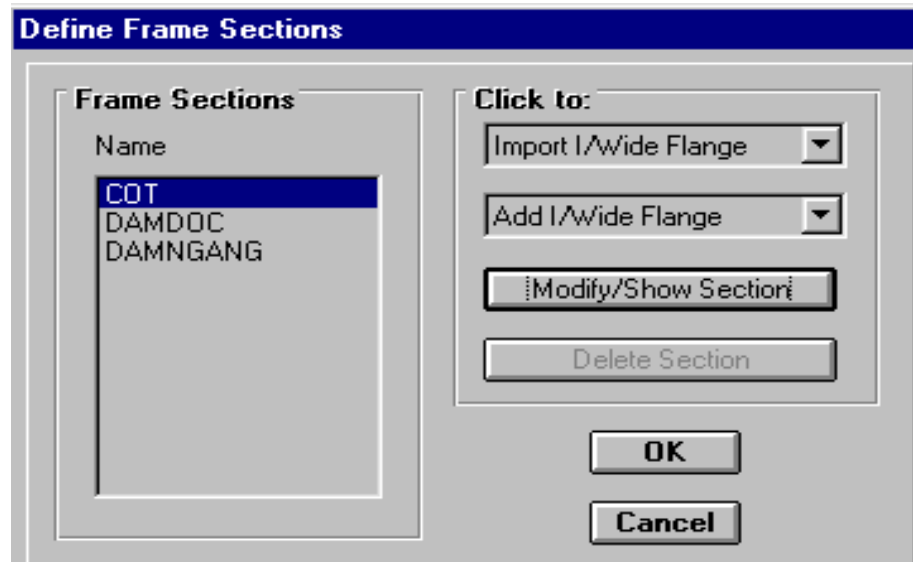 Define Frame Sections
Frame Sections
Name
COT
DAMDOC
DAMNGANG
Click to:
Import I/Wide Flange
Add I/Wide Flange
Modify/Show Section
Delete Section
OK
Cancel